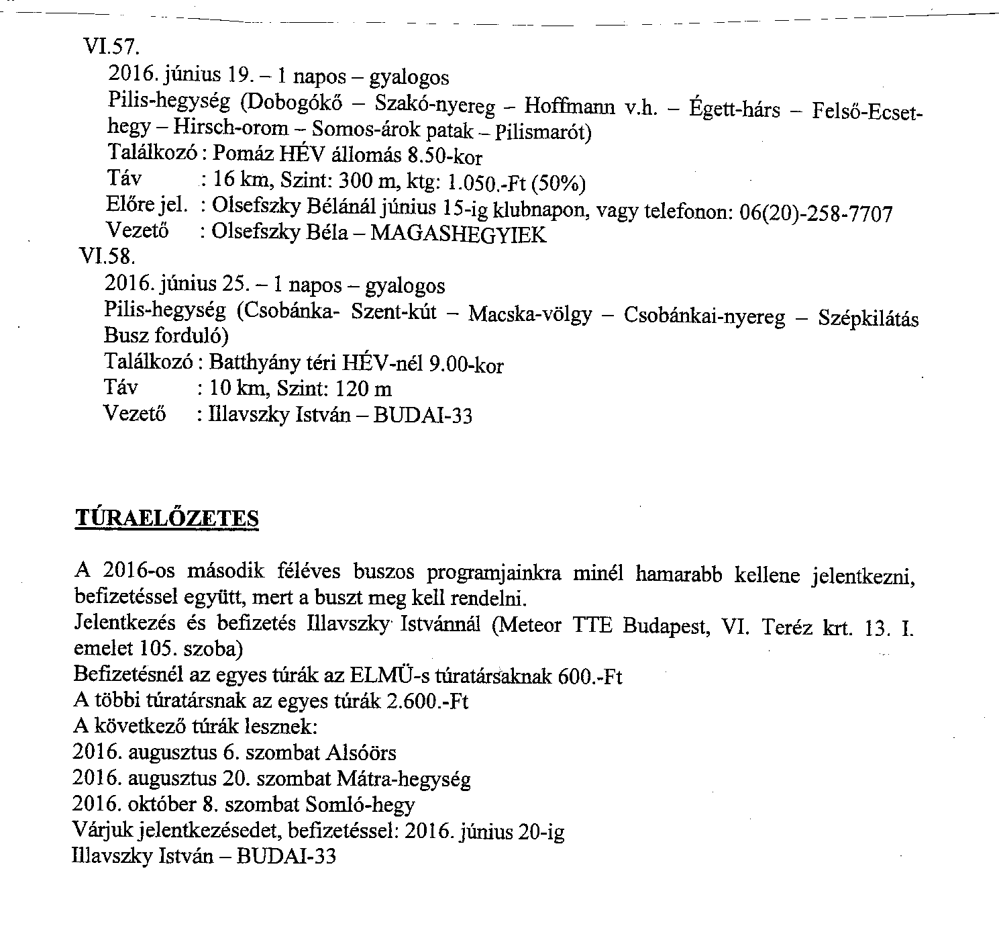 VI.57.
2016. június 19. – 1 napos – gyalogos
Pilis-hegység (Dobogókő – Szakó-nyereg – Hoffmann v.h. – Égett-hárs – Felső-Ecset-
hegy – Hirsch-orom – Somos-árok patak – Pilismarót)
Találkozó : Pomáz HÉV állomás 8.50-kor
Táv : 16 km, Szint: 300 m, ktg: 1.050.-Ft (50%)
Előre jel. : Olsefszky Bélánál június 15-ig klubnapon, vagy telefonon: 06(20)-258-7707
Vezető : Olsefszky Béla – MAGASHEGYIEK
VI.58.
2016. június 25. – 1 napos – gyalogos
Pilis-hegység (Csobánka- Szent-kút – Macska-völgy – Csobánkai-nyereg – Szépkilátás
Busz forduló)
Találkozó : Batthyány téri HÉV-nél 9.00-kor
Táv : 10 km, Szint: 120 m
Vezető : Illavszky István – BUDAI-33
TÚRAELŐZETES
A 2016-os második féléves buszos programjainkra minél hamarabb kellene jelentkezni,
befizetéssel együtt, mert a buszt meg kell rendelni.
Jelentkezés és befizetés Illavszky Istvánnál (Meteor TTE Budapest, VI. Teréz krt. 13. I.
emelet 105. szoba)
Befizetésnél az egyes túrák az ELMÜ-s túratársaknak 600.-Ft
A többi túratársnak az egyes túrák 2.600.-Ft
A következő túrák lesznek:
2016. augusztus 6. szombat Alsóörs
2016. augusztus 20. szombat Mátra-hegység
2016. október 8. szombat Somló-hegy
Várjuk jelentkezésedet, befizetéssel: 2016. június 20-ig
Illavszky István – BUDAI-33